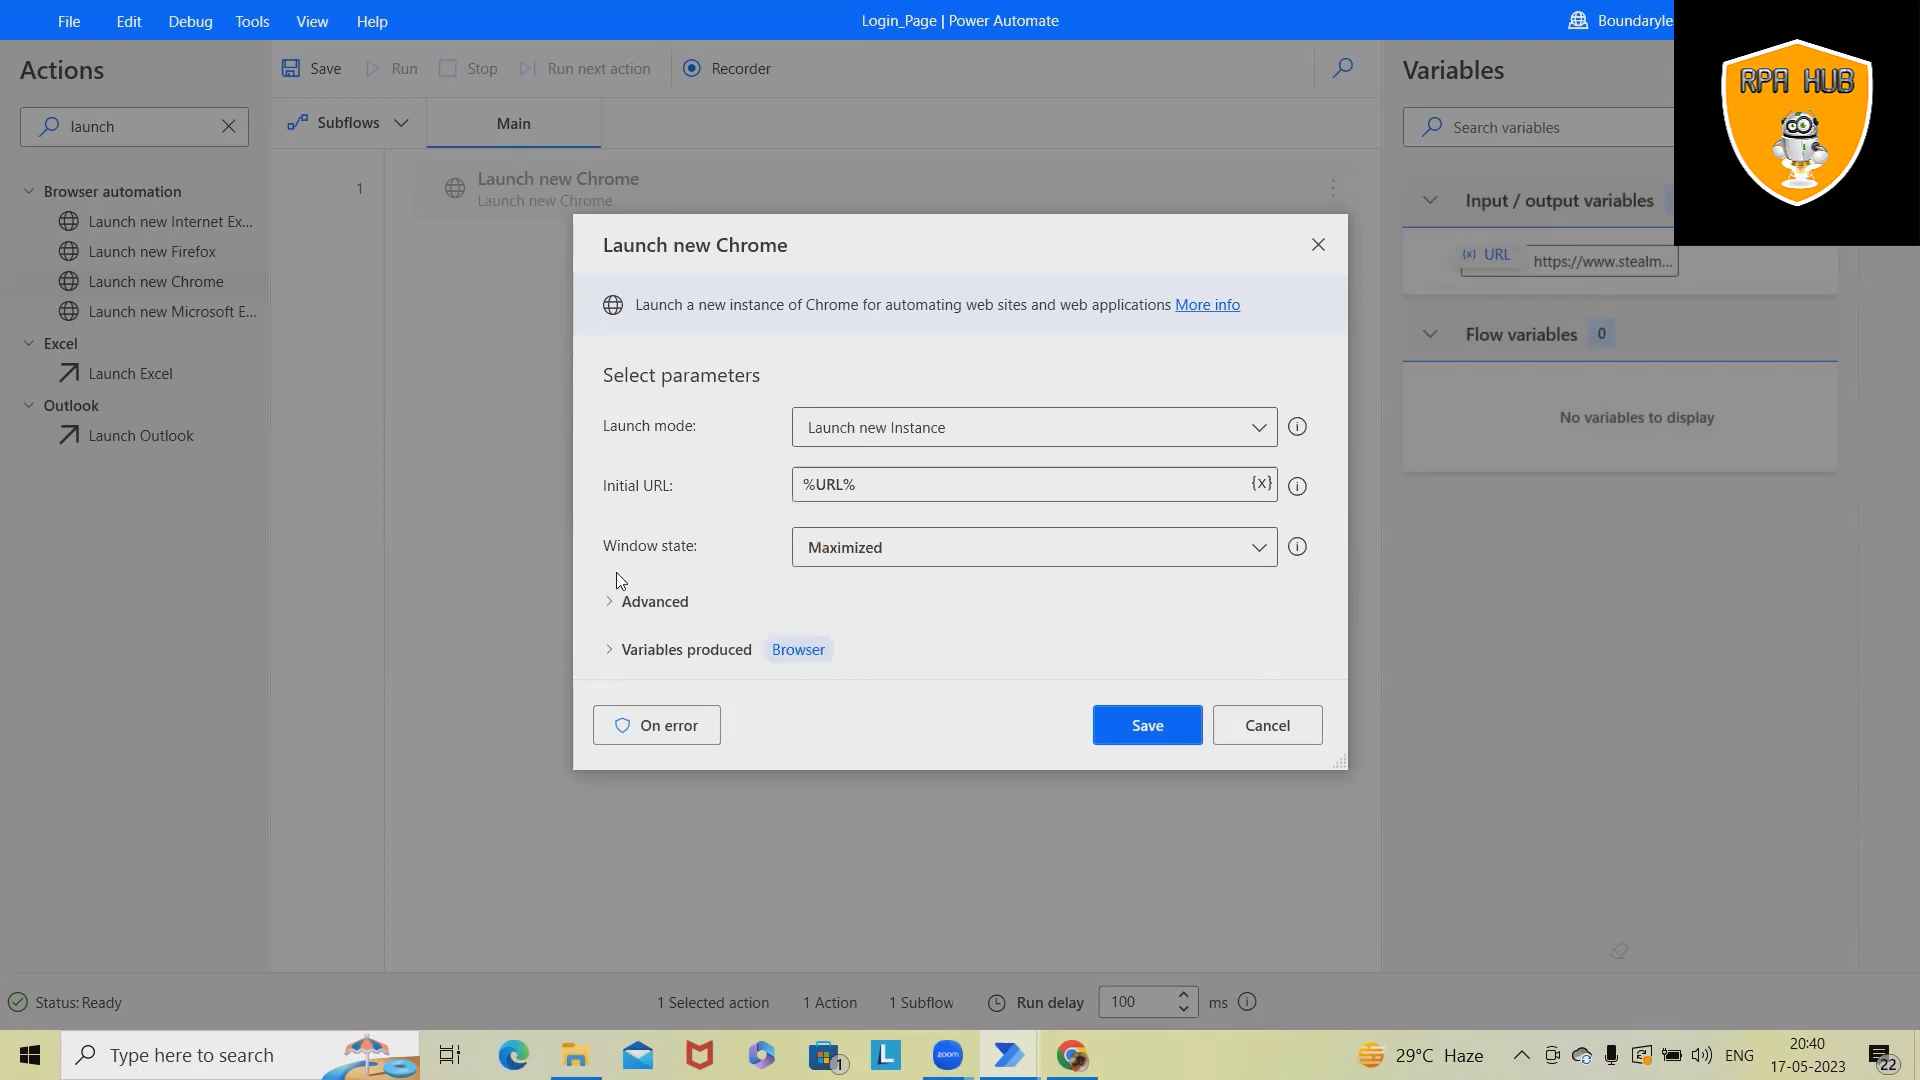 File Edit Debug Tools View Help
Login_Page | Power Automate
Boundaryle
RPA HUB
Actions
Save Run Stop Run next action Recorder
Variables
launch
Subflows
Main
Search variables
1
Launch new Chrome
Launch new Chrome
Browser automation
Launch new Internet Ex...
Launch new Firefox
Launch new Chrome
Launch new Microsoft E...
Excel
Launch Excel
Outlook
Launch Outlook
Input / output variables
{x} URL https://www.stealm...
Flow variables 0
No variables to display
Launch new Chrome
Launch a new instance of Chrome for automating web sites and web applications More info
Select parameters
Launch mode: Launch new Instance
Initial URL: %URL% {x}
Window state: Maximized
Advanced
Variables produced Browser
On error
Save
Cancel
Status: Ready
1 Selected action 1 Action 1 Subflow Run delay 100 ms
Type here to search
L
zoom
1
29°C Haze
ENG
20:40
17-05-2023
22